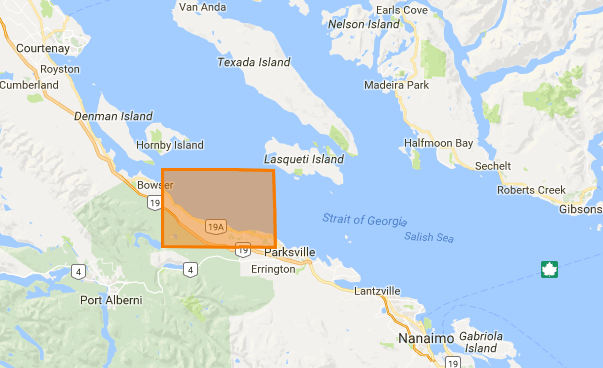 Van Anda
Earls Cove
Nelson Island
Courtenay
Royston
Texada Island
Cumberland
Madeira Park
Denman Island
Hornby Island
Halfmoon Bay
Lasqueti Island
Sechelt
Bowser
Roberts Creek
19
Gibsons
19A
Strait of Georgia
Salish Sea
19
Parksville
4
4
Errington
Port Alberni
Lantzville
Nanaimo
Gabriola
Island
19